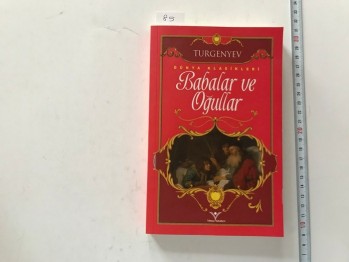 TURGENYEV
DÜNYA KLASİKLERİ
Babalar ve
Oğullar